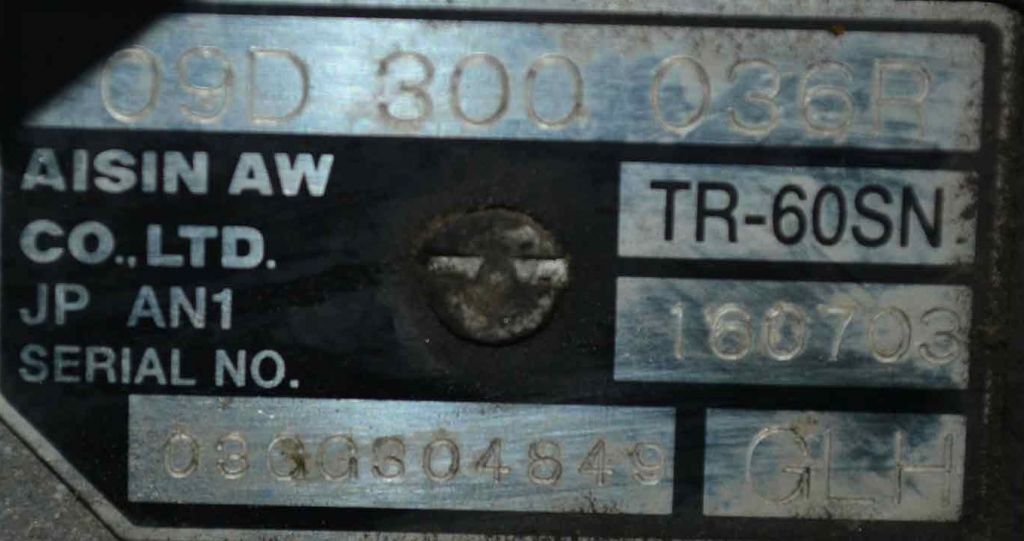 09D 300 036R
AISIN AW
CO.,LTD.
TR-60SN
JP AN1
160703
SERIAL NO.
03GG304849 GLH